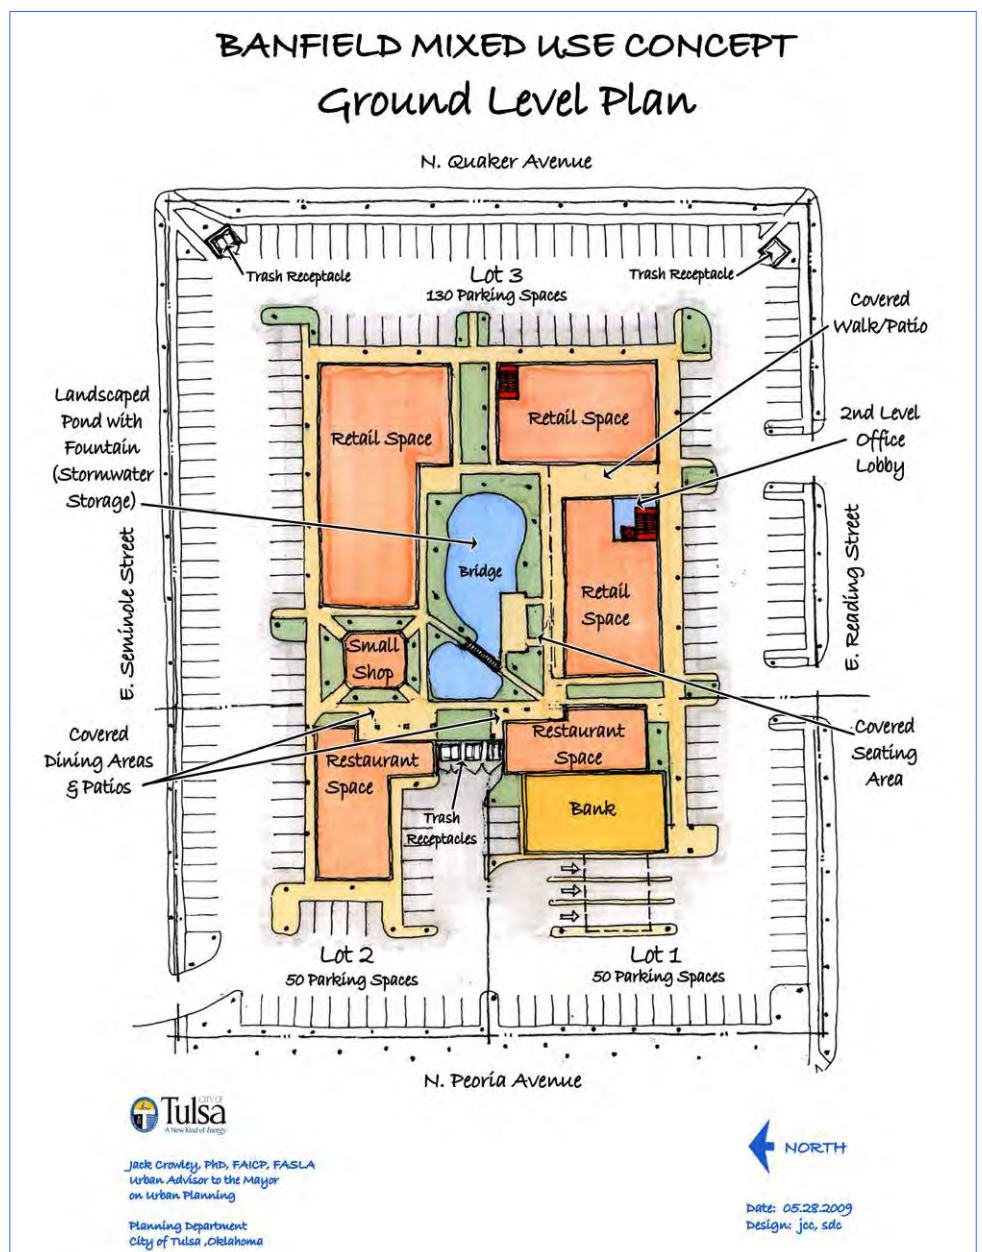 BANFIELD MIXED USE CONCEPT
Ground Level Plan
N. Quaker Avenue
Trash Receptacle
Lot 3
130 Parking Spaces
Trash Receptacle
Covered
Walk/Patio
Landscaped
Pond with
Fountain
(Stormwater
Storage)
Retail Space
Retail Space
2nd Level
Office
Lobby
E. Seminole Street
Bridge
Retail
Space
E. Reading Street
Small
Shop
Covered
Dining Areas
& Patios
Restaurant
Space
Restaurant
Space
Covered
Seating
Area
Bank
Trash
Receptacles
Lot 2
50 Parking Spaces
Lot 1
50 Parking Spaces
N. Peoria Avenue
CITY OF
Tulsa
A New Kind of Energy
NORTH
Jack Crowley, PhD, FAICP, FASLA
Urban Advisor to the Mayor
on Urban Planning
Planning Department
City of Tulsa ,Oklahoma
Date: 05.28.2009
Design: jcc, sdc